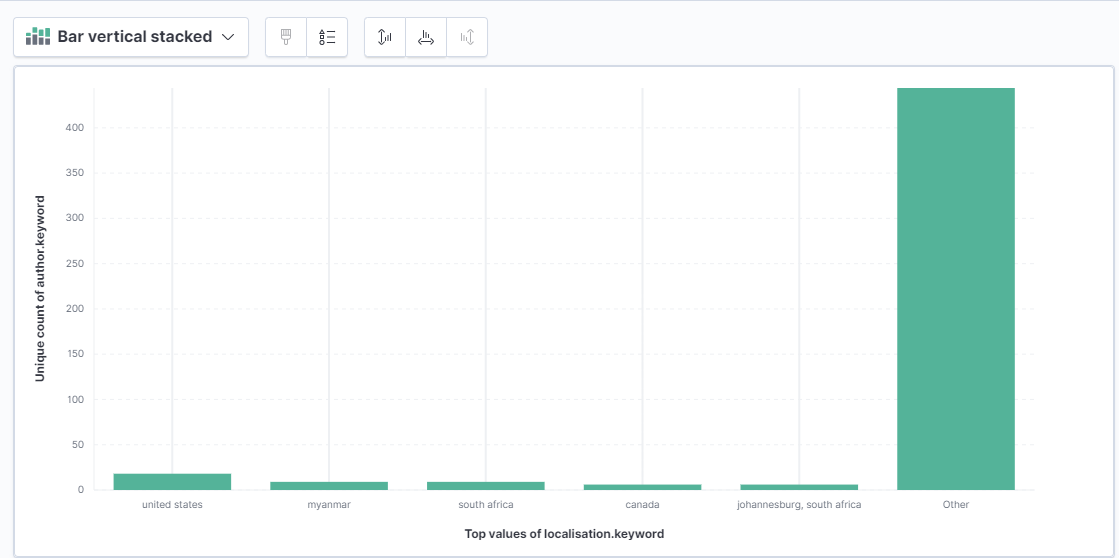 Bar vertical stacked
Unique count of author.keyword
400
350
300
250
200
150
100
50
0
united states myanmar south africa canada johannesburg, south africa Other
Top values of localisation.keyword